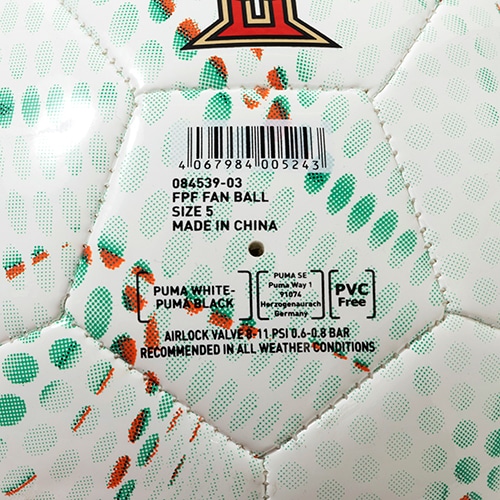 4 067984 005243
084539-03
FPF FAN BALL
SIZE 5
MADE IN CHINA
PUMA WHITE-
PUMA BLACK
PUMA SE
Puma Way 1
91074
Herzogenaurach
Germany
PVC
Free
AIRLOCK VALVE 8-11 PSI 0.6-0.8 BAR
RECOMMENDED IN ALL WEATHER CONDITIONS